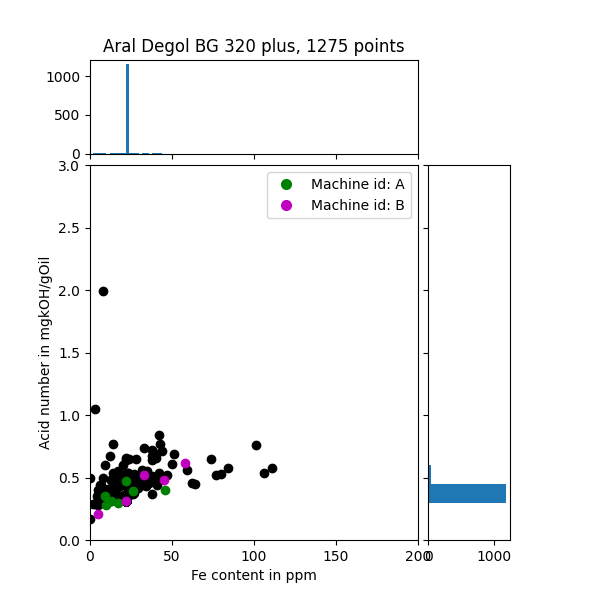 Aral Degol BG 320 plus, 1275 points
1000
500
0
3.0
2.5
2.0
1.5
1.0
0.5
0.0
Machine id: A
Machine id: B
Acid number in mgkOH/gOil
0 50 100 150 200
0 1000
Fe content in ppm